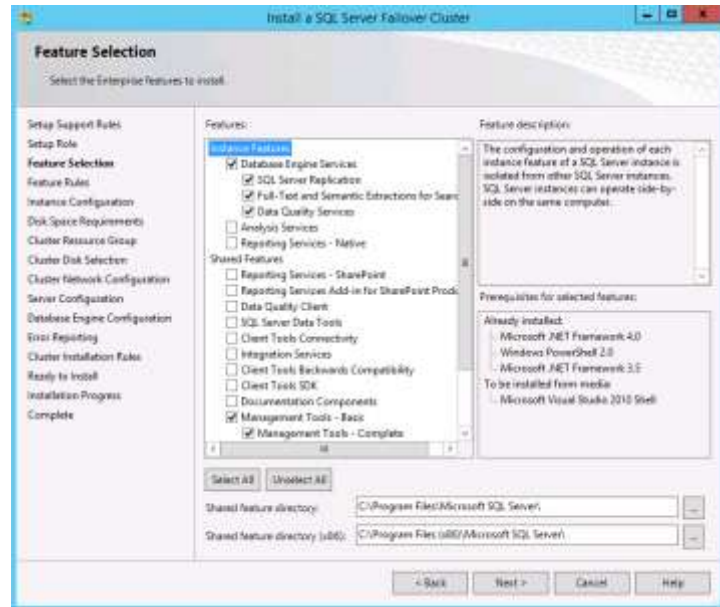 Install a SQL Server Failover Cluster
Feature Selection
Select the Enterprise features to install.
Setup Support Rules
Setup Role
Feature Selection
Feature Rules
Instance Configuration
Disk Space Requirements
Cluster Resource Group
Cluster Disk Selection
Cluster Network Configuration
Server Configuration
Database Engine Configuration
Error Reporting
Cluster Installation Rules
Ready to Install
Installation Progress
Complete
Features:
Instance Features
Database Engine Services
SQL Server Replication
Full-Text and Semantic Extractions for Searc
Data Quality Services
Analysis Services
Reporting Services - Native
Shared Features
Reporting Services - SharePoint
Reporting Services Add-in for SharePoint Produ
Data Quality Client
SQL Server Data Tools
Client Tools Connectivity
Integration Services
Client Tools Backwards Compatibility
Client Tools SDK
Documentation Components
Management Tools - Basic
Management Tools - Complete
Feature description:
The configuration and operation of each
instance feature of a SQL Server instance is
isolated from other SQL Server instances.
SQL Server instances can operate side-by-
side on the same computer.
Prerequisites for selected features:
Already installed:
Microsoft .NET Framework 4.0
Windows PowerShell 2.0
Microsoft .NET Framework 3.5
To be installed from media:
Microsoft Visual Studio 2010 Shell
Select All
Unselect All
Shared feature directory:
C:\Program Files\Microsoft SQL Server\
...
Shared feature directory (x86):
C:\Program Files (x86)\Microsoft SQL Server\
...
< Back
Next >
Cancel
Help